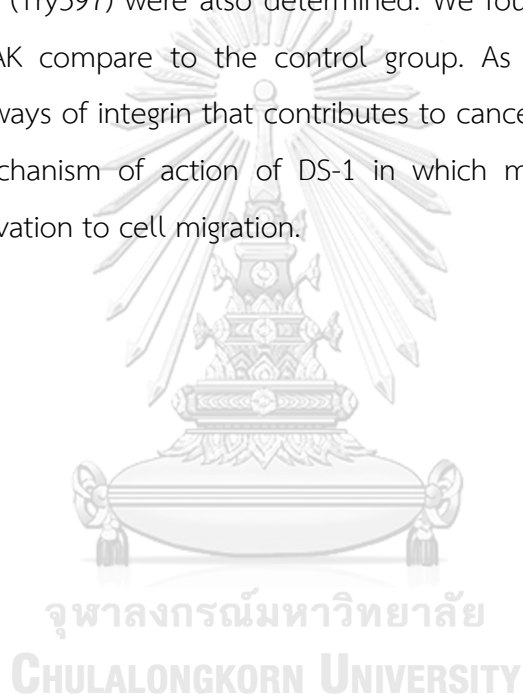 (Try397) were also determined. We fou
AK compare to the control group. As
ways of integrin that contributes to cance
chanism of action of DS-1 in which m
vation to cell migration.
จุฬาลงกรณ์มหาวิทยาลัย
CHULALONGKORN UNIVERSITY